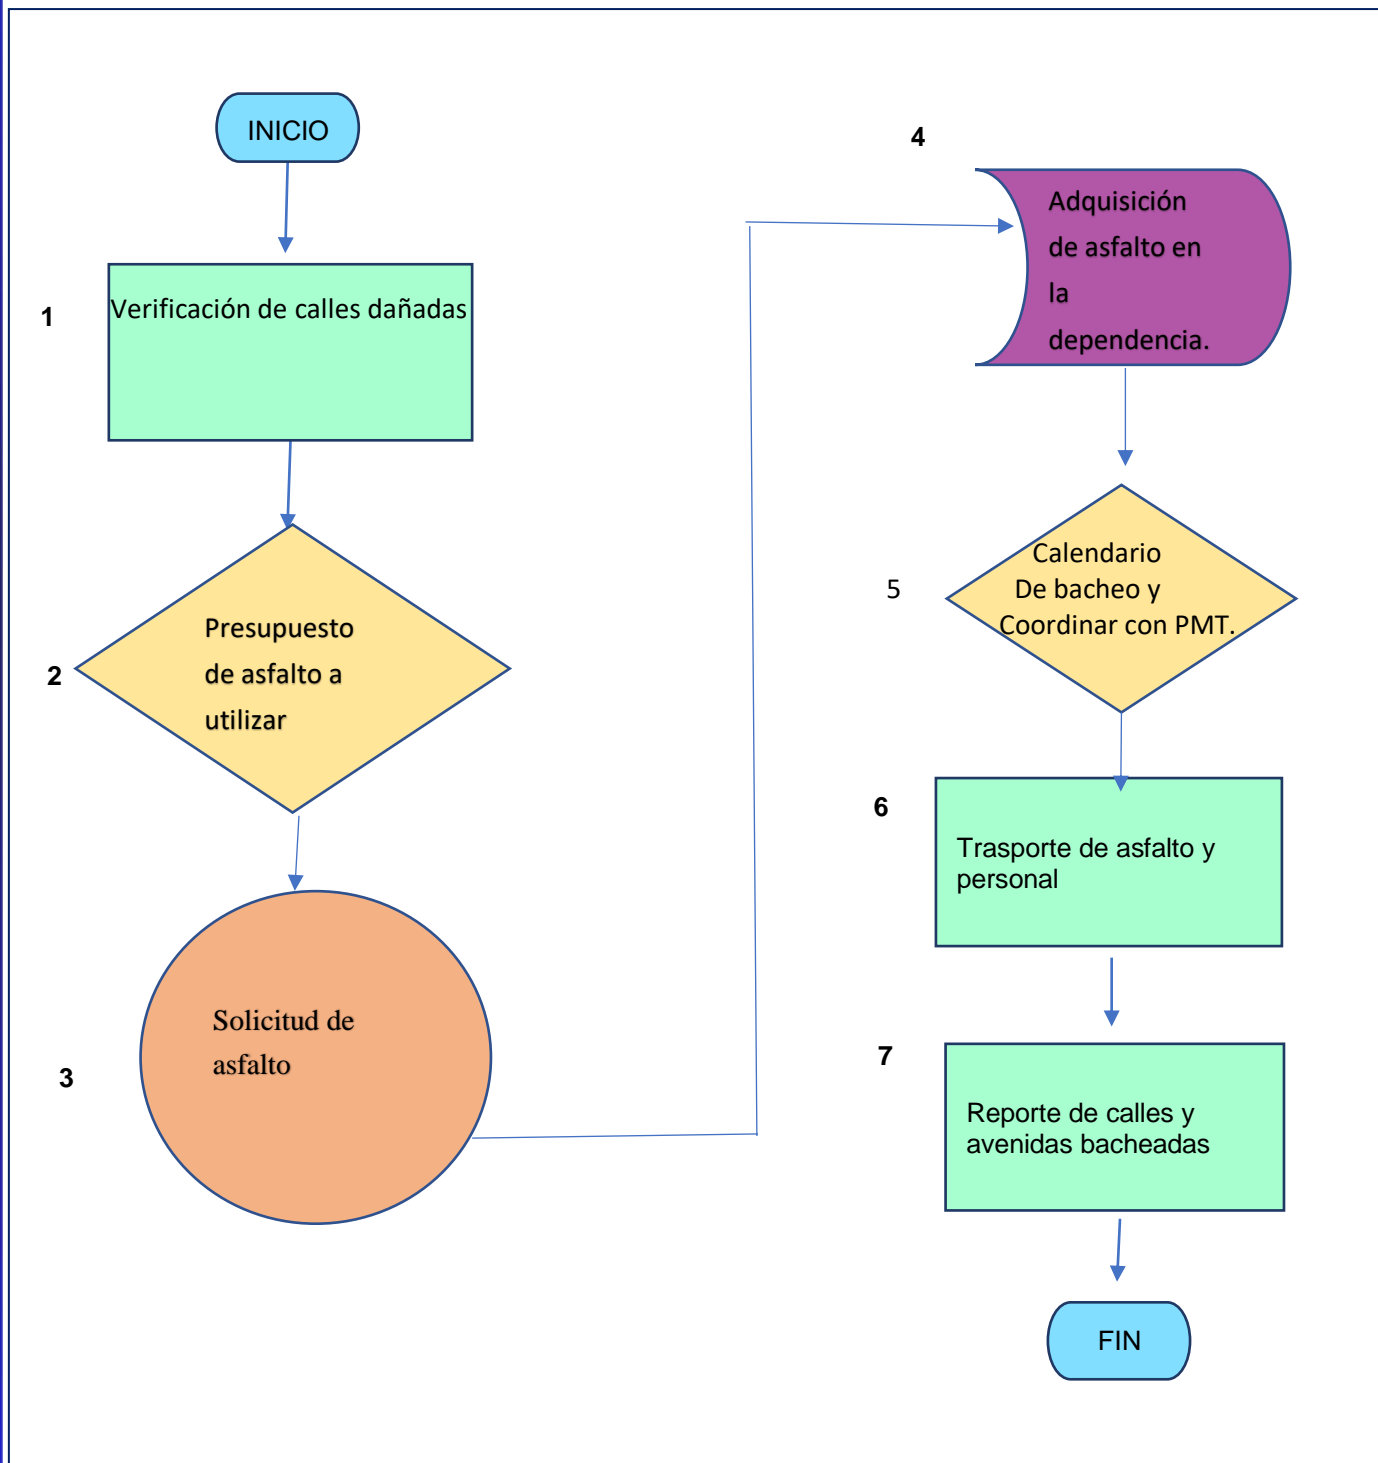 INICIO
1
Verificación de calles dañadas
2
Presupuesto
de asfalto a
utilizar
3
Solicitud de
asfalto
4
Adquisición
de asfalto en
la
dependencia.
5
Calendario
De bacheo y
Coordinar con PMT.
6
Trasporte de asfalto y
personal
7
Reporte de calles y
avenidas bacheadas
FIN